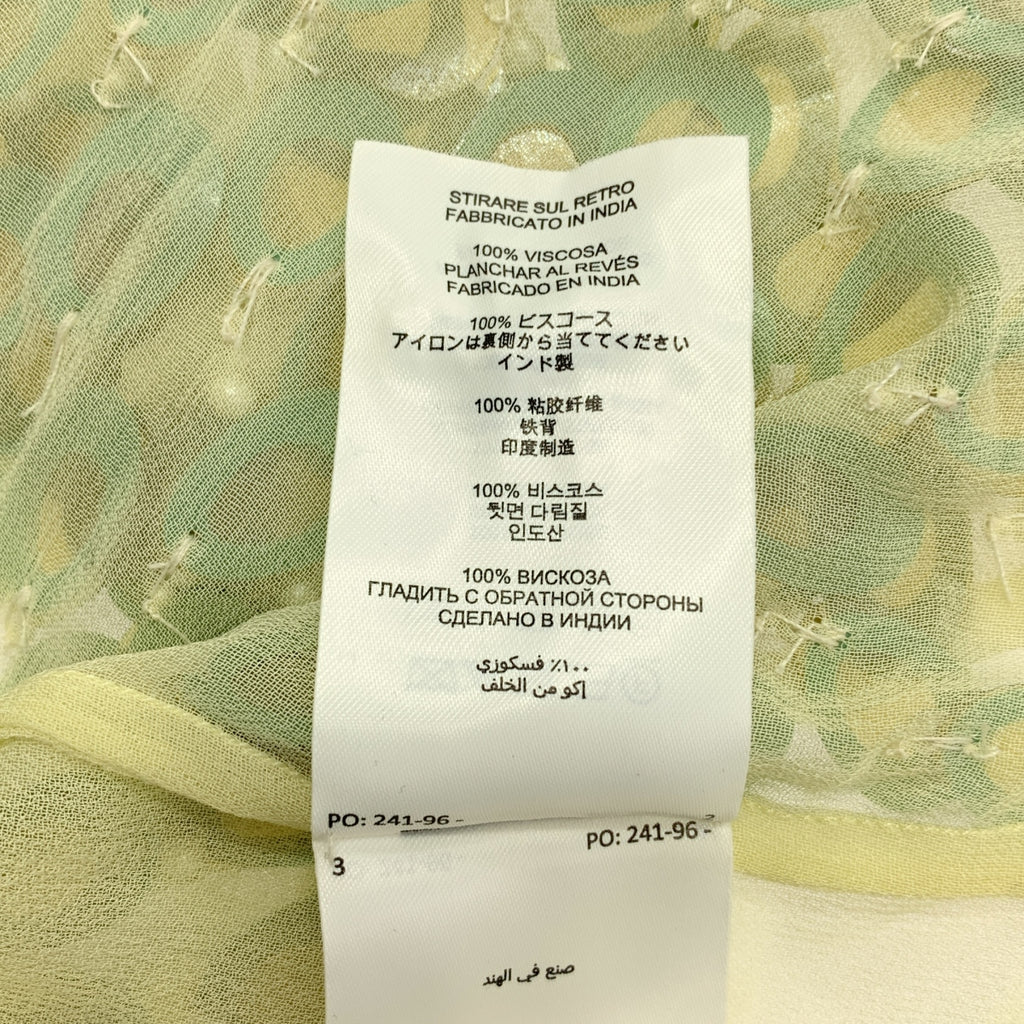 STIRARE SUL RETRO
FABBRICATO IN INDIA
100% VISCOSA
PLANCHAR AL REVÉS
FABRICADO EN INDIA
100% ビスコース
アイロンは裏側から当ててください
インド製
100% 粘胶纤维
铁背
印度制造
100% 비스코스
뒷면 다림질
인도산
100% ВИСКОЗА
ГЛАДИТЬ С ОБРАТНОЙ СТОРОНЫ
СДЕЛАНО В ИНДИИ
١٠٠٪ فسكوزي
إكو من الخلف
PO: 241-96 -
PO: 241-96 -
3
صنع في الهند